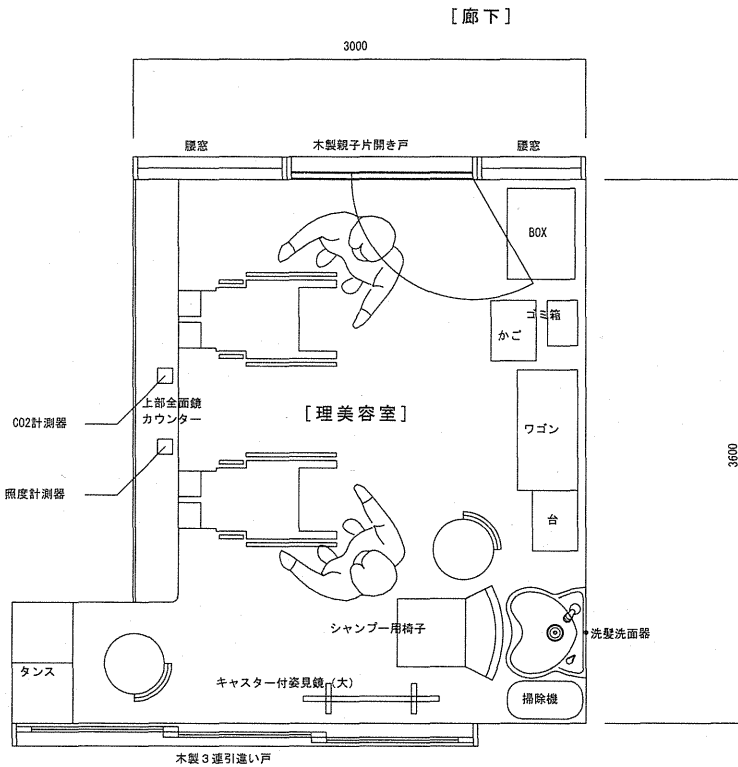 [廊下]
3000
腰窓
木製親子片開き戸
腰窓
BOX
ゴミ箱
かご
上部全面鏡
カウンター
[理美容室]
CO2計測器
ワゴン
3600
照度計測器
台
シャンプー用椅子
洗髪洗面器
タンス
キャスター付姿見鏡(大)
掃除機
木製3連引違い戸